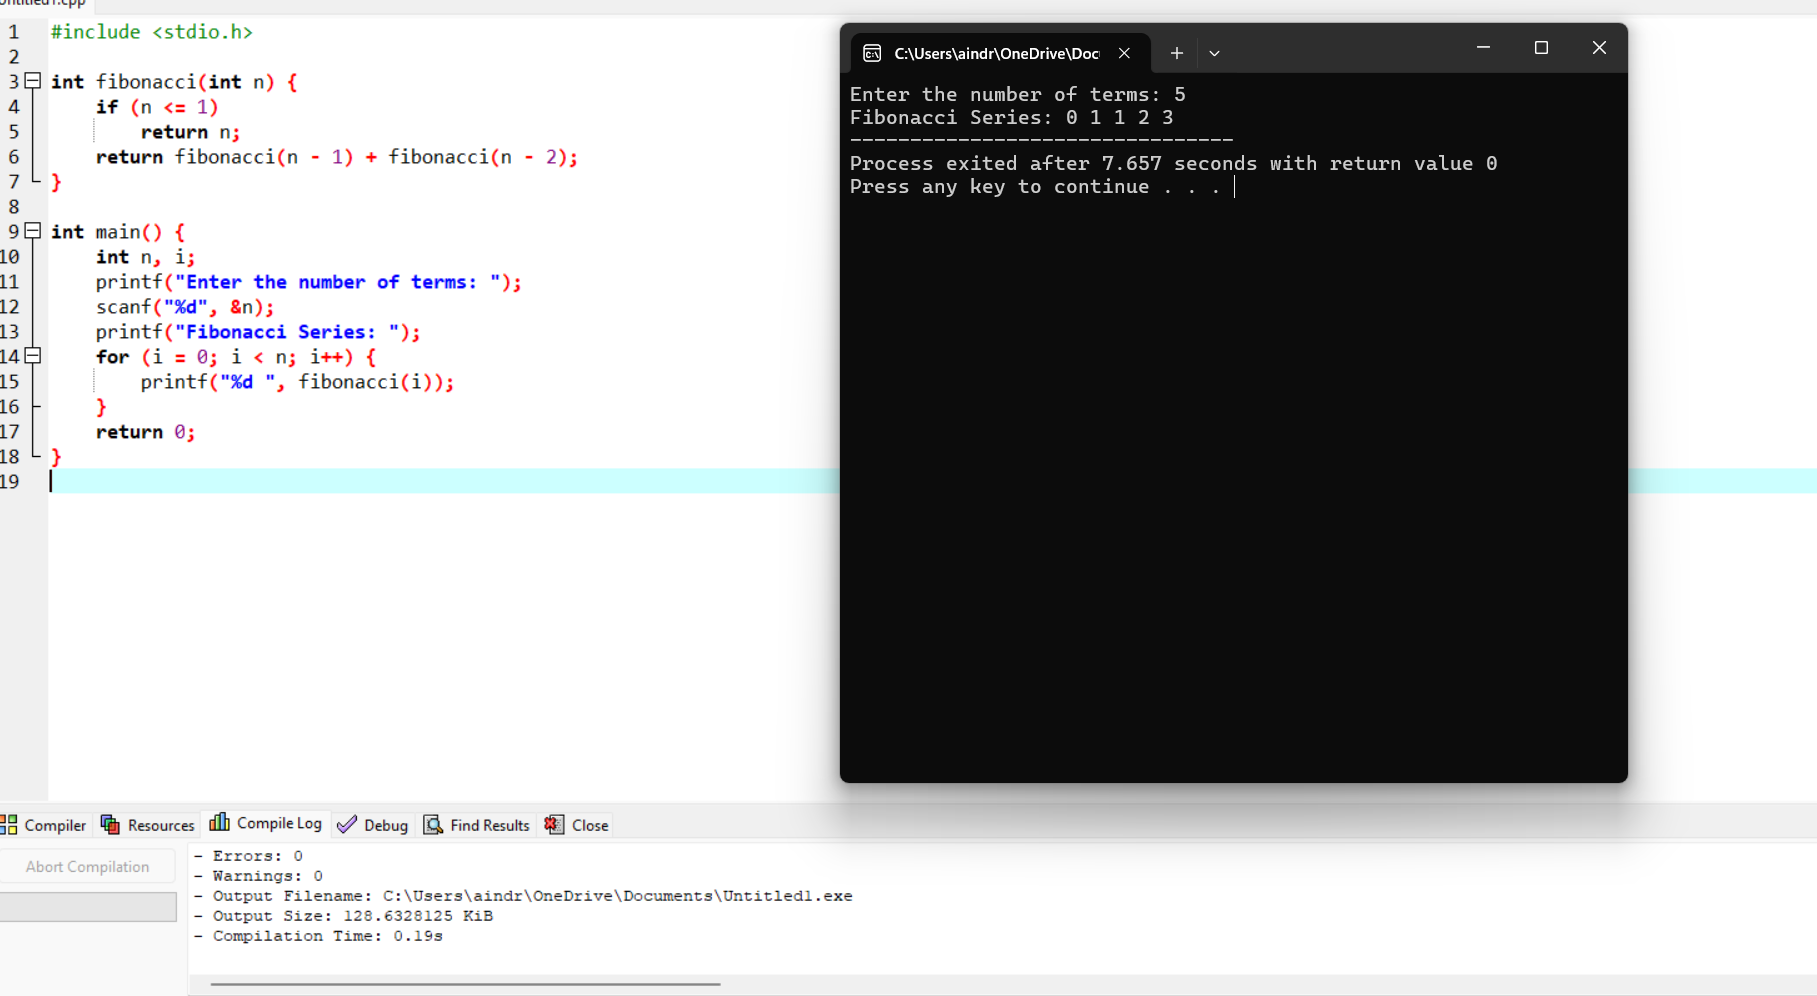 Untitled1.cpp
1 #include <stdio.h>
2
3 int fibonacci(int n) {
4     if (n <= 1)
5         return n;
6     return fibonacci(n - 1) + fibonacci(n - 2);
7 }
8
9 int main() {
10     int n, i;
11     printf("Enter the number of terms: ");
12     scanf("%d", &n);
13     printf("Fibonacci Series: ");
14     for (i = 0; i < n; i++) {
15         printf("%d ", fibonacci(i));
16     }
17     return 0;
18 }
19
C:\Users\aindr\OneDrive\Doc
Enter the number of terms: 5
Fibonacci Series: 0 1 1 2 3
--------------------------------
Process exited after 7.657 seconds with return value 0
Press any key to continue . . .
Compiler Resources Compile Log Debug Find Results Close
Abort Compilation
- Errors: 0
- Warnings: 0
- Output Filename: C:\Users\aindr\OneDrive\Documents\Untitled1.exe
- Output Size: 128.6328125 KiB
- Compilation Time: 0.19s